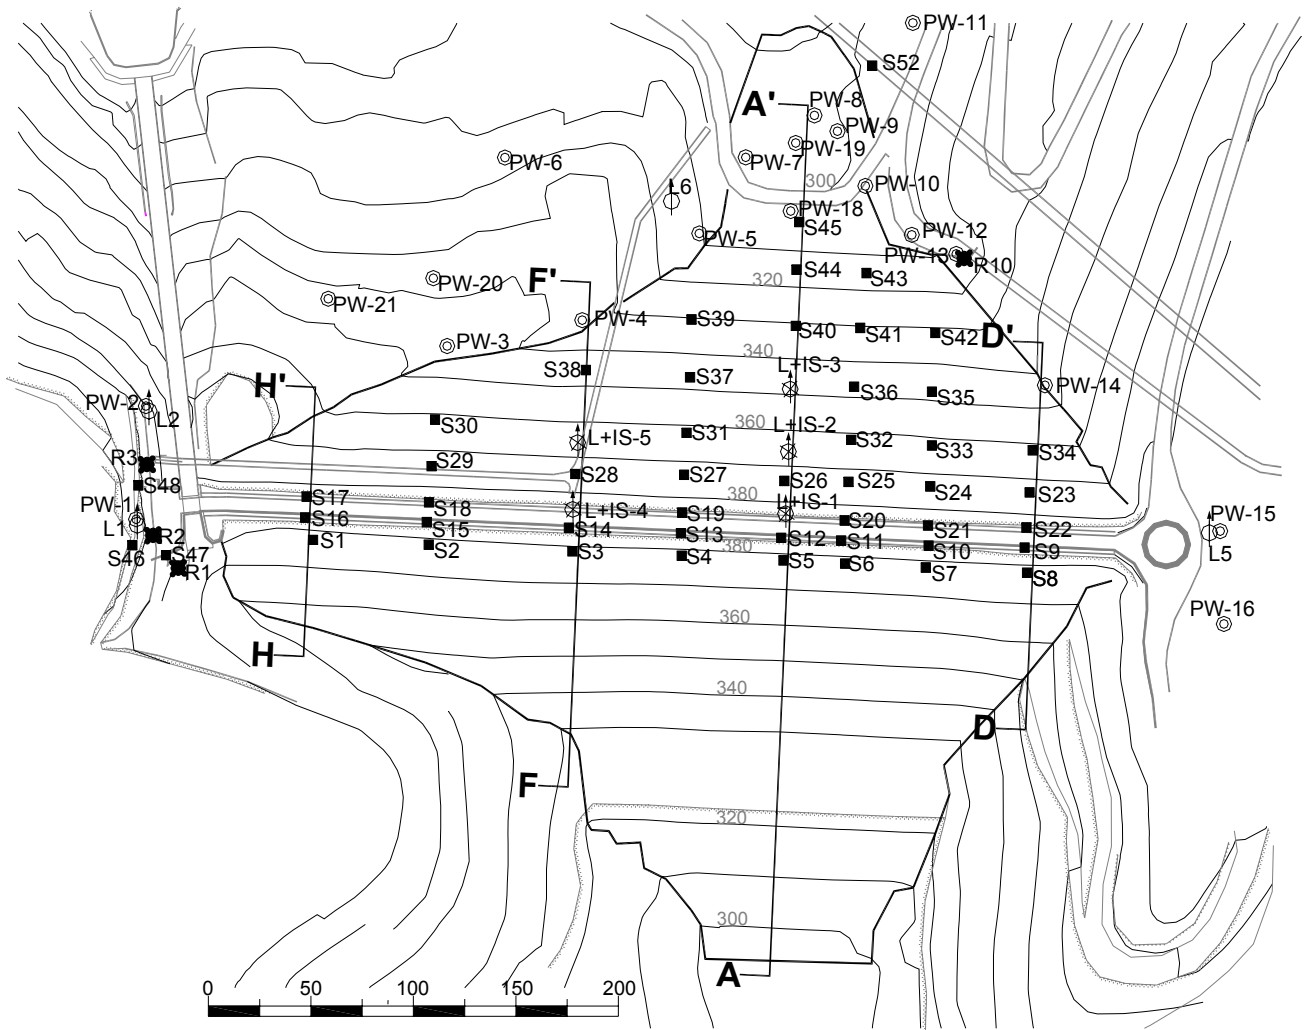 PW-11
S52
A'
PW-8
PW-9
PW-19
PW-7
PW-6
300
PW-10
L6
PW-18
S45
PW-5
PW-12
PW-13
R10
S44
S43
320
F'
PW-20
PW-21
PW-4
S39
S40
S41
S42
D'
PW-3
340
L+IS-3
S38
S37
S36
S35
PW-14
H'
PW-2
L2
360
L+IS-2
S30
S31
S32
S33
S34
L+IS-5
R3
S29
S28
S27
S26
S25
S24
S23
S48
S17
S18
380
L+IS-1
PW-1
L+IS-4
S19
S20
S21
S22
PW-15
L1
S16
S15
S14
S13
S12
S11
S10
S9
R2
S1
S2
S3
S4
380
S5
S6
S7
S8
L5
S46
S47
R1
PW-16
360
H
340
D
F
320
300
A
0
50
100
150
200